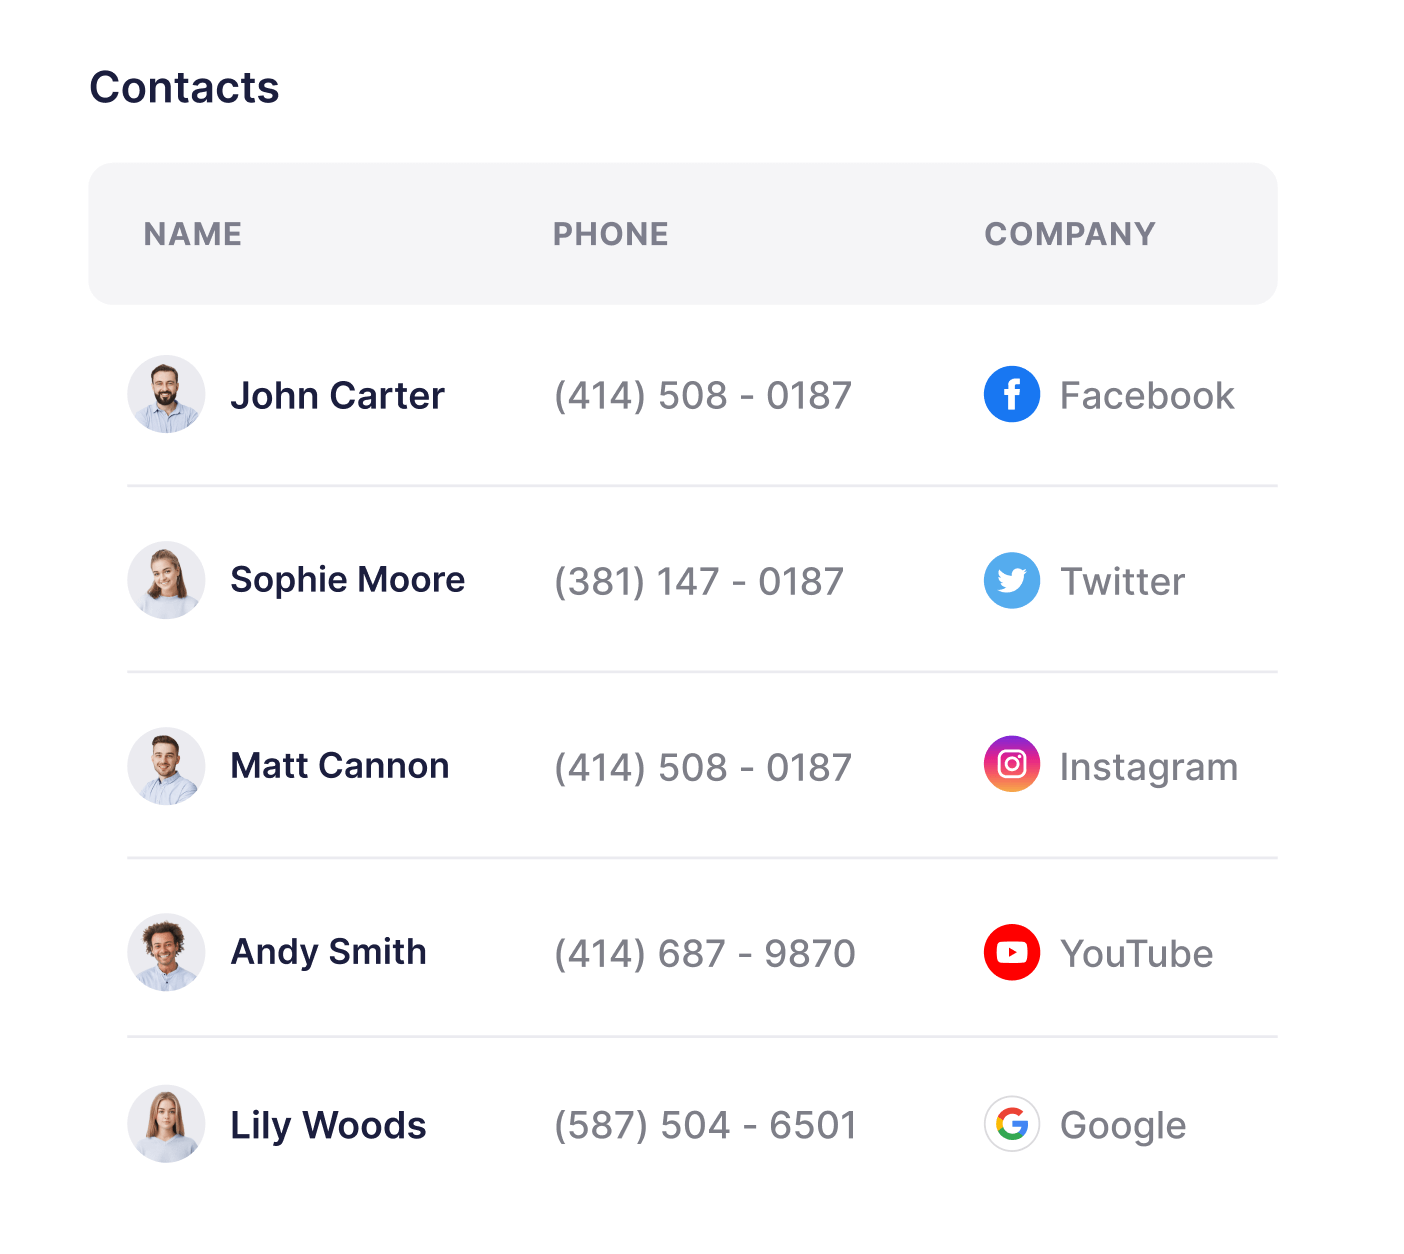 Contacts
NAME PHONE COMPANY
John Carter (414) 508 - 0187 Facebook
Sophie Moore (381) 147 - 0187 Twitter
Matt Cannon (414) 508 - 0187 Instagram
Andy Smith (414) 687 - 9870 YouTube
Lily Woods (587) 504 - 6501 Google